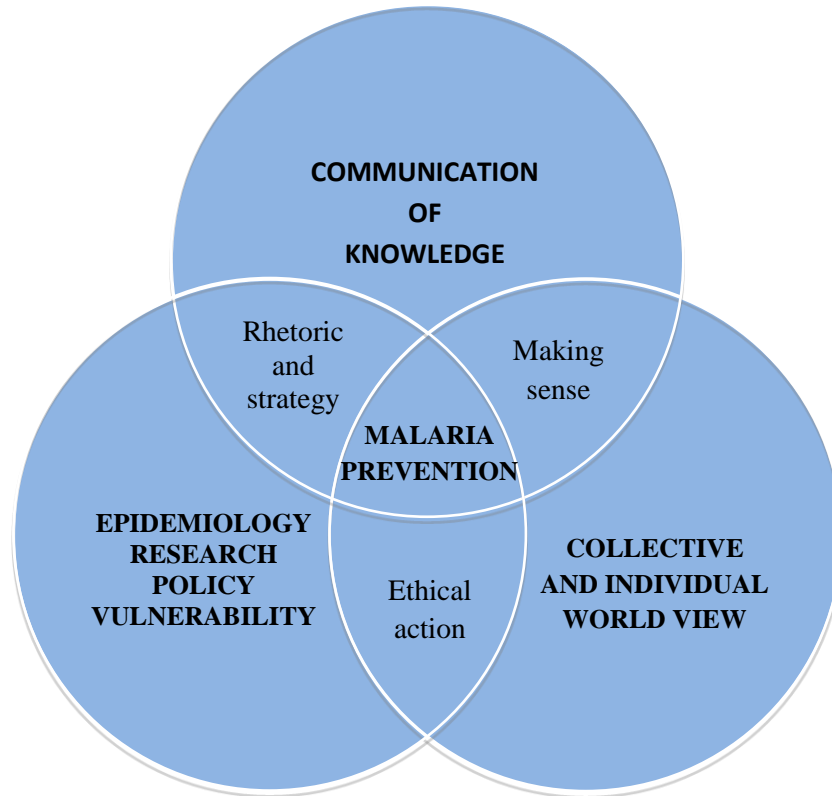 COMMUNICATION
OF
KNOWLEDGE
Rhetoric
and
strategy
Making
sense
MALARIA
PREVENTION
EPIDEMIOLOGY
RESEARCH
POLICY
VULNERABILITY
Ethical
action
COLLECTIVE
AND INDIVIDUAL
WORLD VIEW